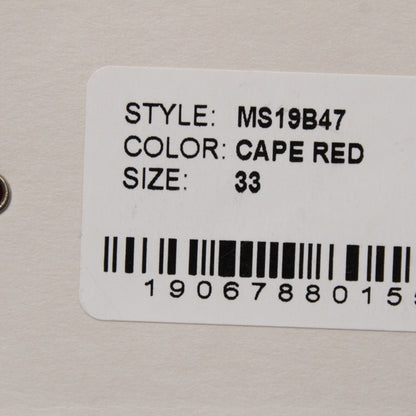 STYLE: MS19B47
COLOR: CAPE RED
SIZE: 33
1906788015